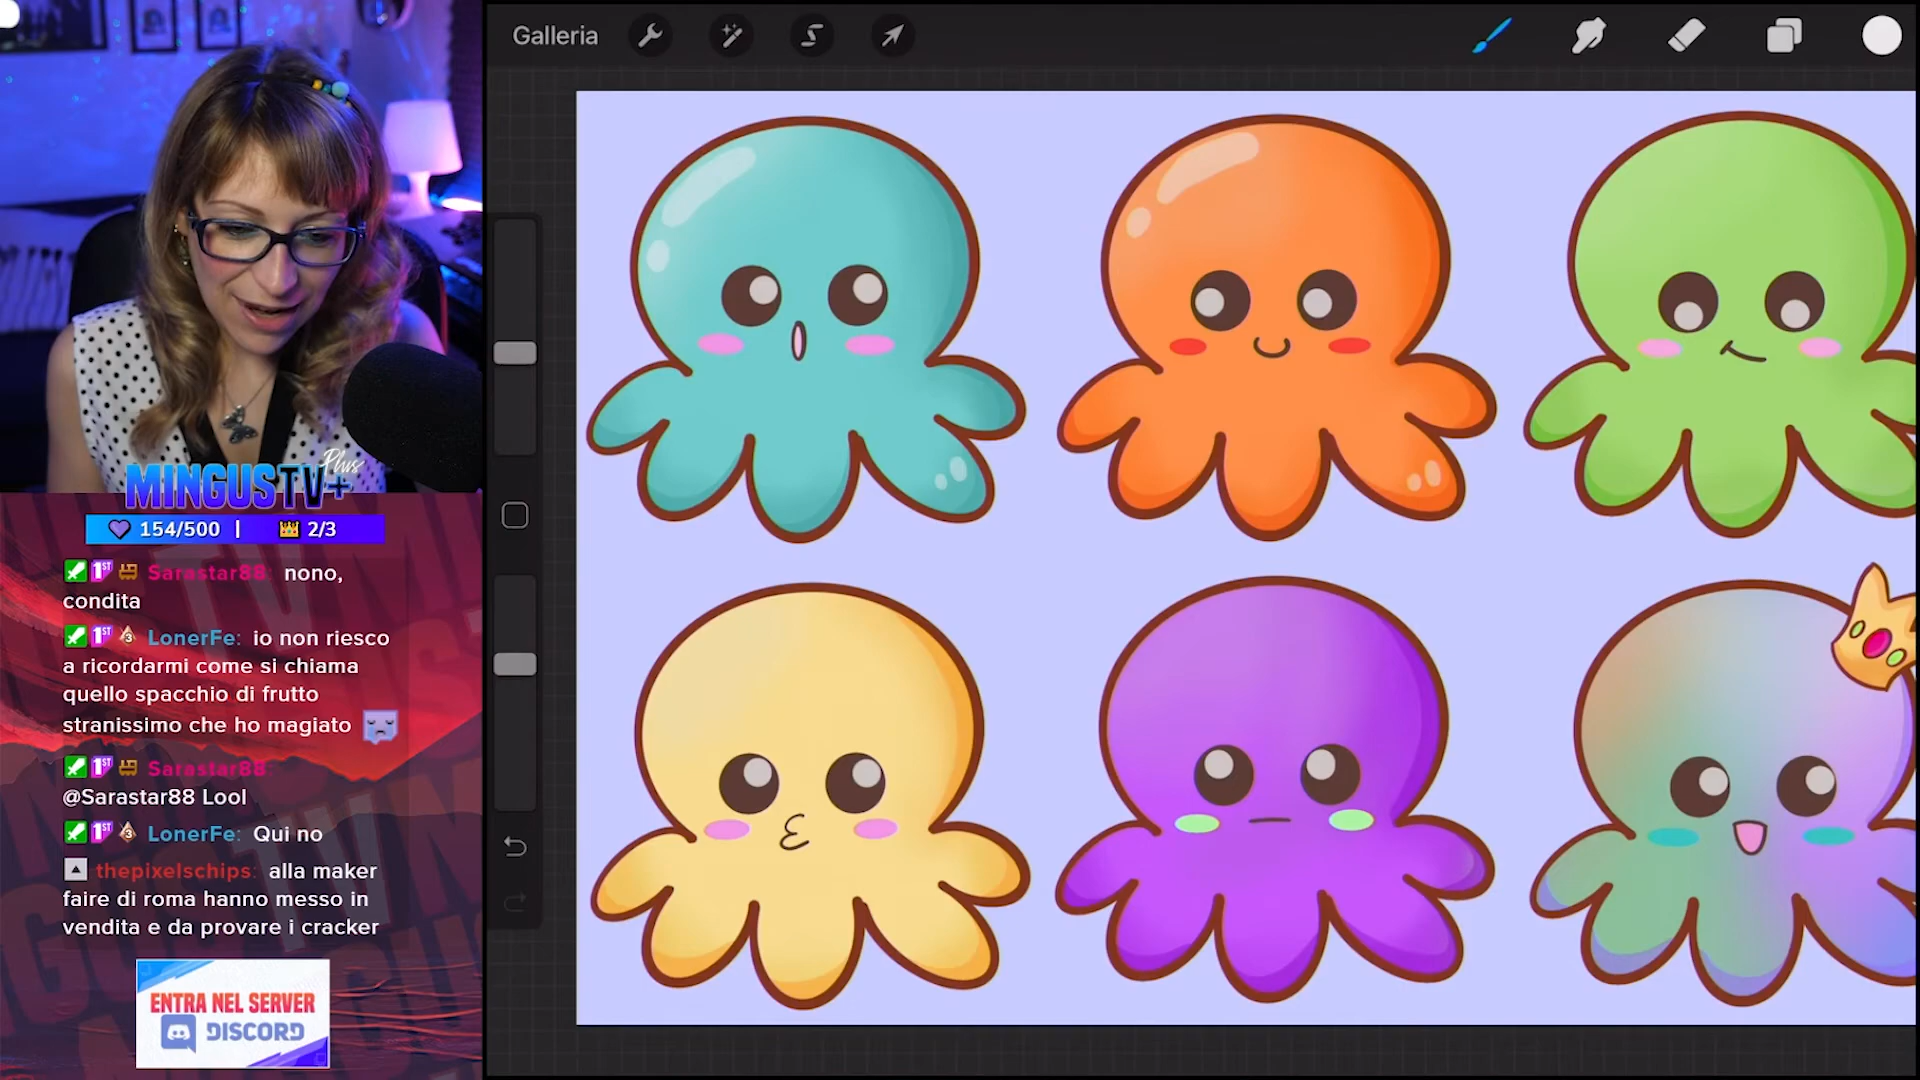 Galleria
MINGUSTV+
Plus
154/500 | 2/3
Sarastar88: nono,
condita
LonerFe: io non riesco
a ricordarmi come si chiama
quello spacchio di frutto
stranissimo che ho magiato
Sarastar88:
@Sarastar88 Lool
LonerFe: Qui no
thepixelschips: alla maker
faire di roma hanno messo in
vendita e da provare i cracker
ENTRA NEL SERVER
DISCORD